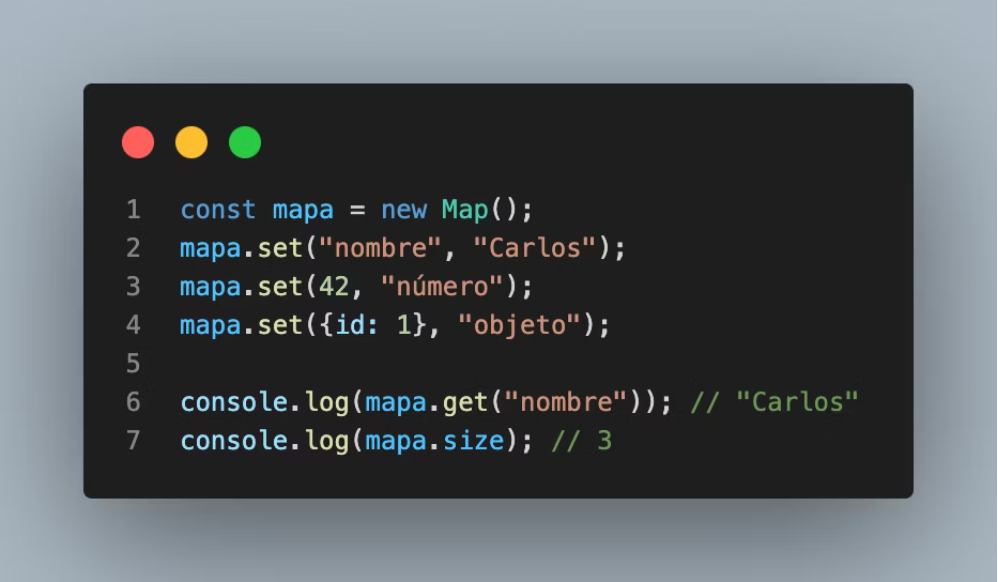 1 const mapa = new Map();
2 mapa.set("nombre", "Carlos");
3 mapa.set(42, "número");
4 mapa.set({id: 1}, "objeto");
5
6 console.log(mapa.get("nombre")); // "Carlos"
7 console.log(mapa.size); // 3